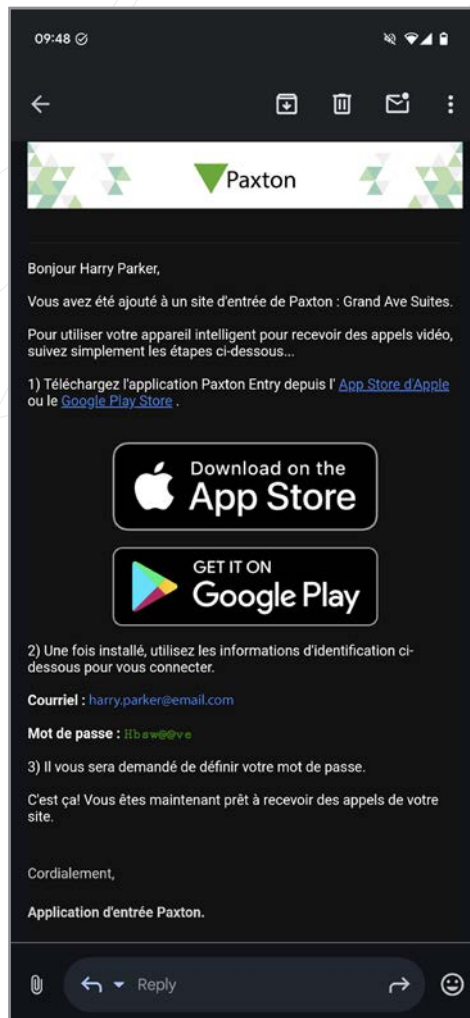 09:48
Paxton
Bonjour Harry Parker,
Vous avez été ajouté à un site d'entrée de Paxton : Grand Ave Suites.
Pour utiliser votre appareil intelligent pour recevoir des appels vidéo,
suivez simplement les étapes ci-dessous...
1) Téléchargez l'application Paxton Entry depuis l' App Store d'Apple
ou le Google Play Store .
Download on the
App Store
GET IT ON
Google Play
2) Une fois installé, utilisez les informations d'identification ci-
dessous pour vous connecter.
Courriel : harry.parker@email.com
Mot de passe : Hbsw@@ve
3) Il vous sera demandé de définir votre mot de passe.
C'est ça! Vous êtes maintenant prêt à recevoir des appels de votre
site.
Cordialement,
Application d'entrée Paxton.
Reply